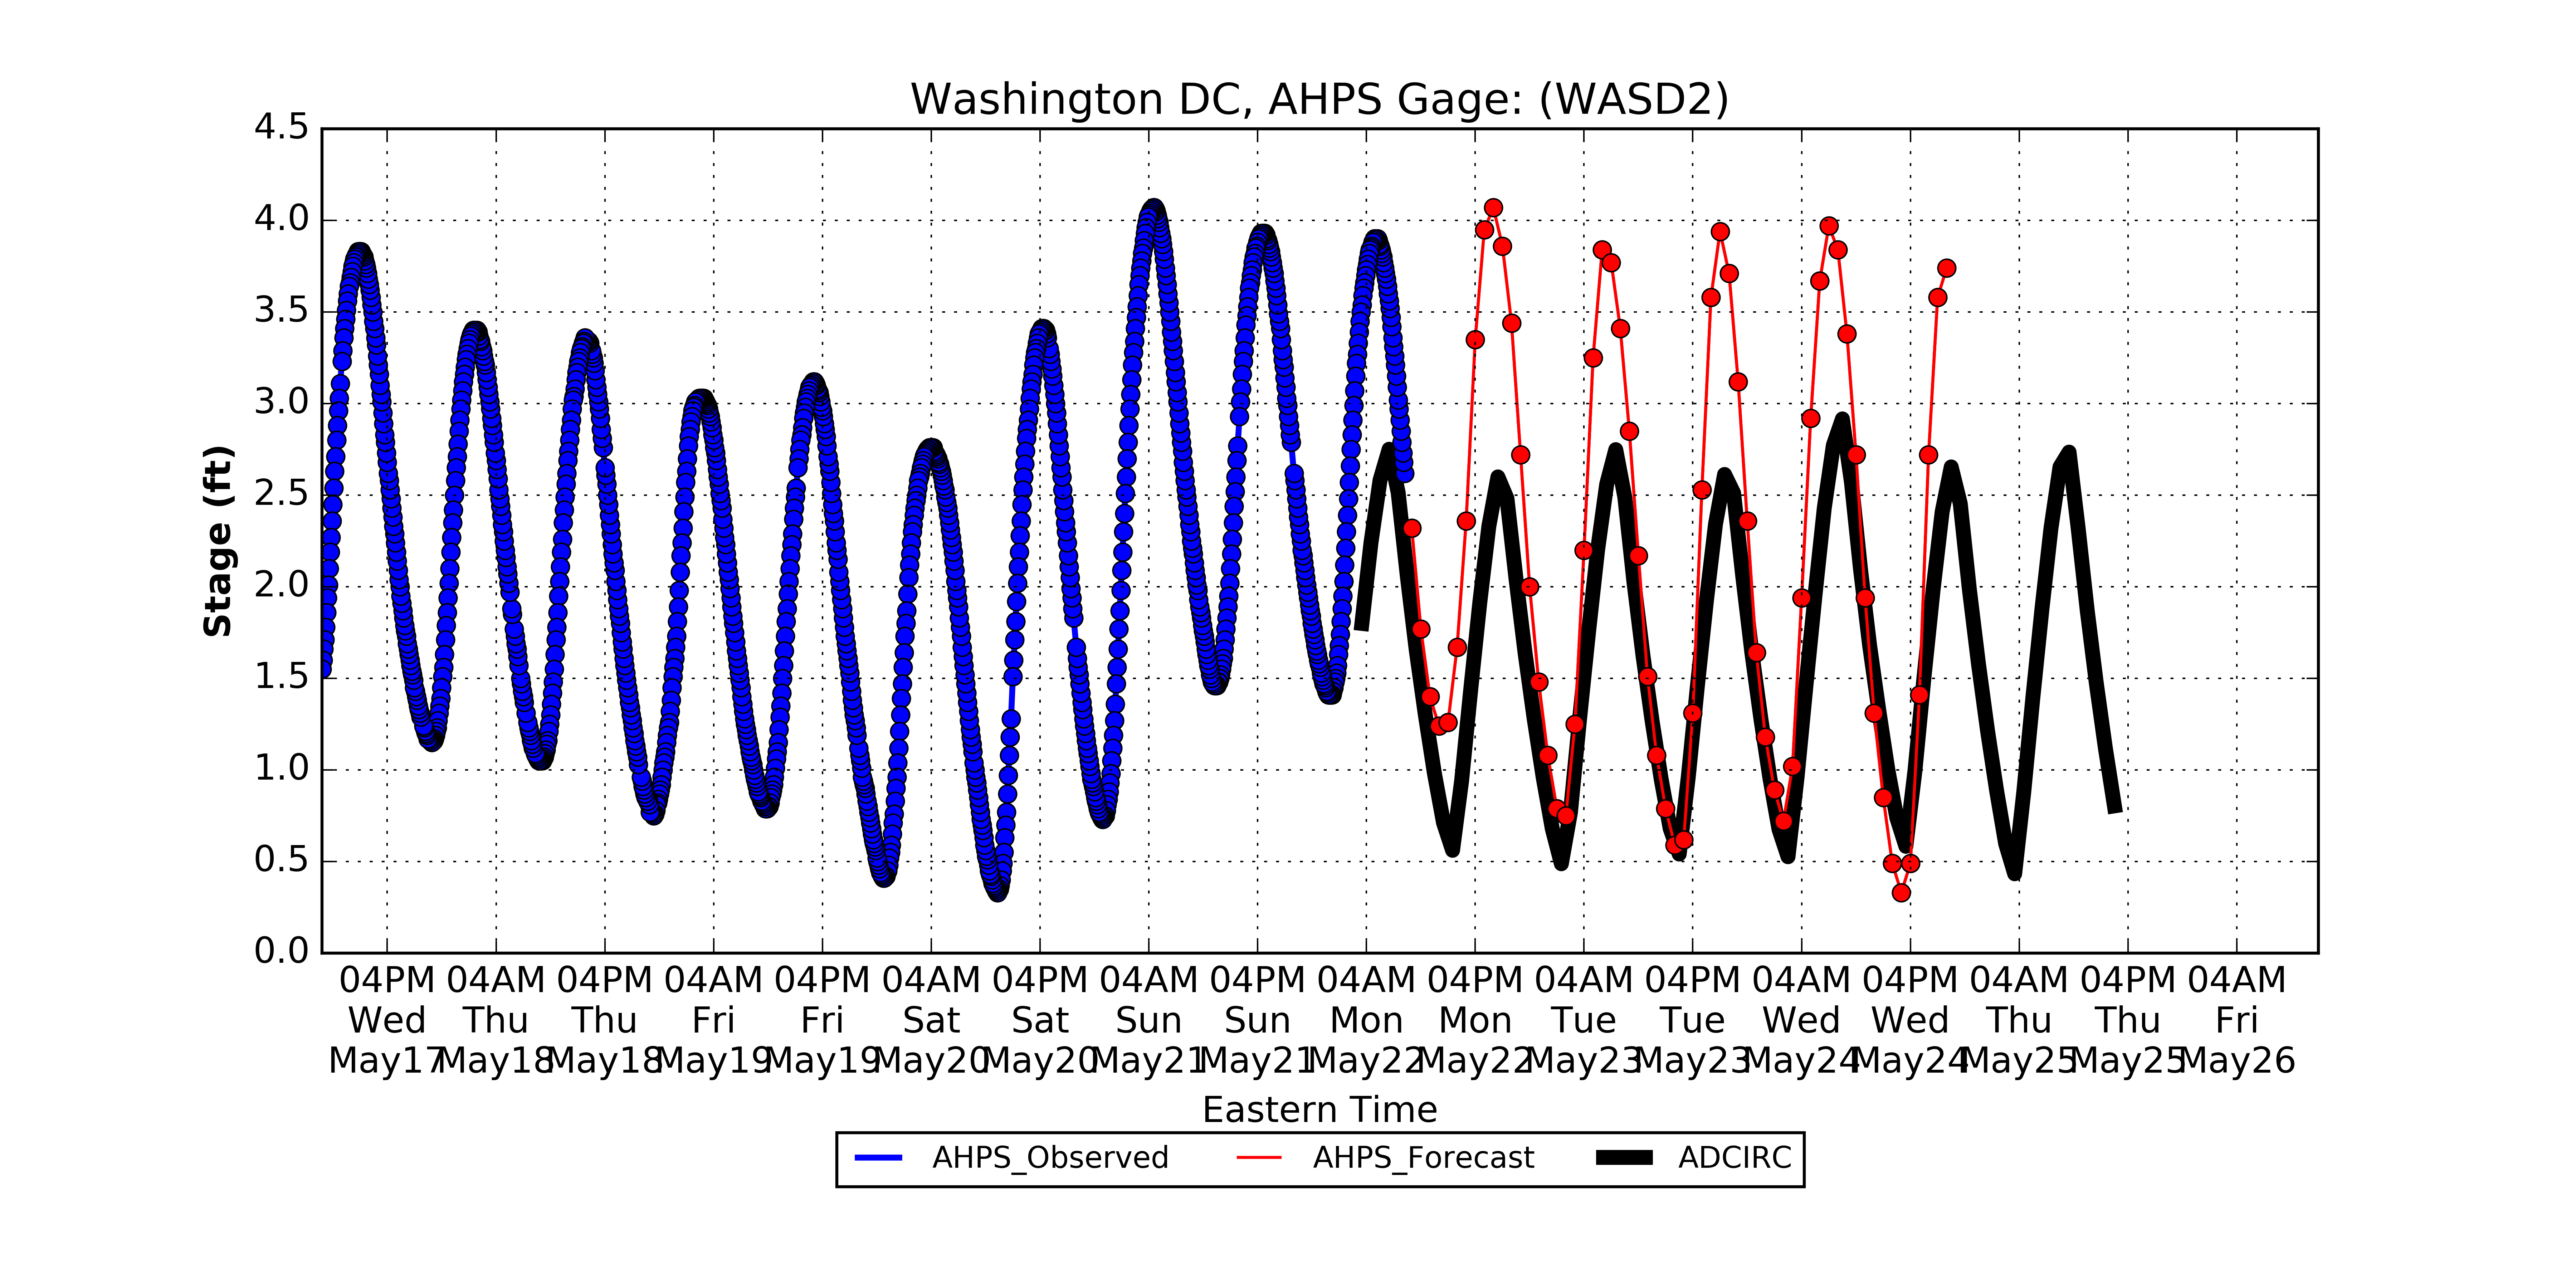 Washington DC, AHPS Gage: (WASD2)
4.5
4.0
3.5
3.0
2.5
2.0
1.5
1.0
0.5
0.0
Stage (ft)
04PM 04AM 04PM 04AM 04PM 04AM 04PM 04AM 04PM 04AM 04PM 04AM 04PM 04AM 04PM 04AM 04PM 04AM
Wed Thu Thu Fri Fri Sat Sat Sun Sun Mon Mon Tue Tue Wed Wed Thu Thu Fri
May17 May18 May18 May19 May19 May20 May20 May21 May21 May22 May22 May23 May23 May24 May24 May25 May25 May26
Eastern Time
AHPS_Observed AHPS_Forecast ADCIRC